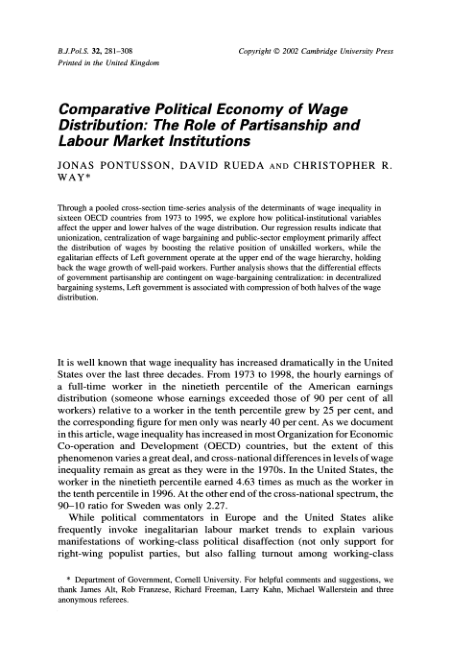 B.J.Pol.S. 32, 281–308 Copyright © 2002 Cambridge University Press
Printed in the United Kingdom
Comparative Political Economy of Wage
Distribution: The Role of Partisanship and
Labour Market Institutions
JONAS PONTUSSON, DAVID RUEDA AND CHRISTOPHER R.
WAY*
Through a pooled cross-section time-series analysis of the determinants of wage inequality in
sixteen OECD countries from 1973 to 1995, we explore how political-institutional variables
affect the upper and lower halves of the wage distribution. Our regression results indicate that
unionization, centralization of wage bargaining and public-sector employment primarily affect
the distribution of wages by boosting the relative position of unskilled workers, while the
egalitarian effects of Left government operate at the upper end of the wage hierarchy, holding
back the wage growth of well-paid workers. Further analysis shows that the differential effects
of government partisanship are contingent on wage-bargaining centralization: in decentralized
bargaining systems, Left government is associated with compression of both halves of the wage
distribution.
It is well known that wage inequality has increased dramatically in the United
States over the last three decades. From 1973 to 1998, the hourly earnings of
a full-time worker in the ninetieth percentile of the American earnings
distribution (someone whose earnings exceeded those of 90 per cent of all
workers) relative to a worker in the tenth percentile grew by 25 per cent, and
the corresponding figure for men only was nearly 40 per cent. As we document
in this article, wage inequality has increased in most Organization for Economic
Co-operation and Development (OECD) countries, but the extent of this
phenomenon varies a great deal, and cross-national differences in levels of wage
inequality remain as great as they were in the 1970s. In the United States, the
worker in the ninetieth percentile earned 4.63 times as much as the worker in
the tenth percentile in 1996. At the other end of the cross-national spectrum, the
90–10 ratio for Sweden was only 2.27.
While political commentators in Europe and the United States alike
frequently invoke inegalitarian labour market trends to explain various
manifestations of working-class political disaffection (not only support for
right-wing populist parties, but also falling turnout among working-class
* Department of Government, Cornell University. For helpful comments and suggestions, we
thank James Alt, Rob Franzese, Richard Freeman, Larry Kahn, Michael Wallerstein and three
anonymous referees.